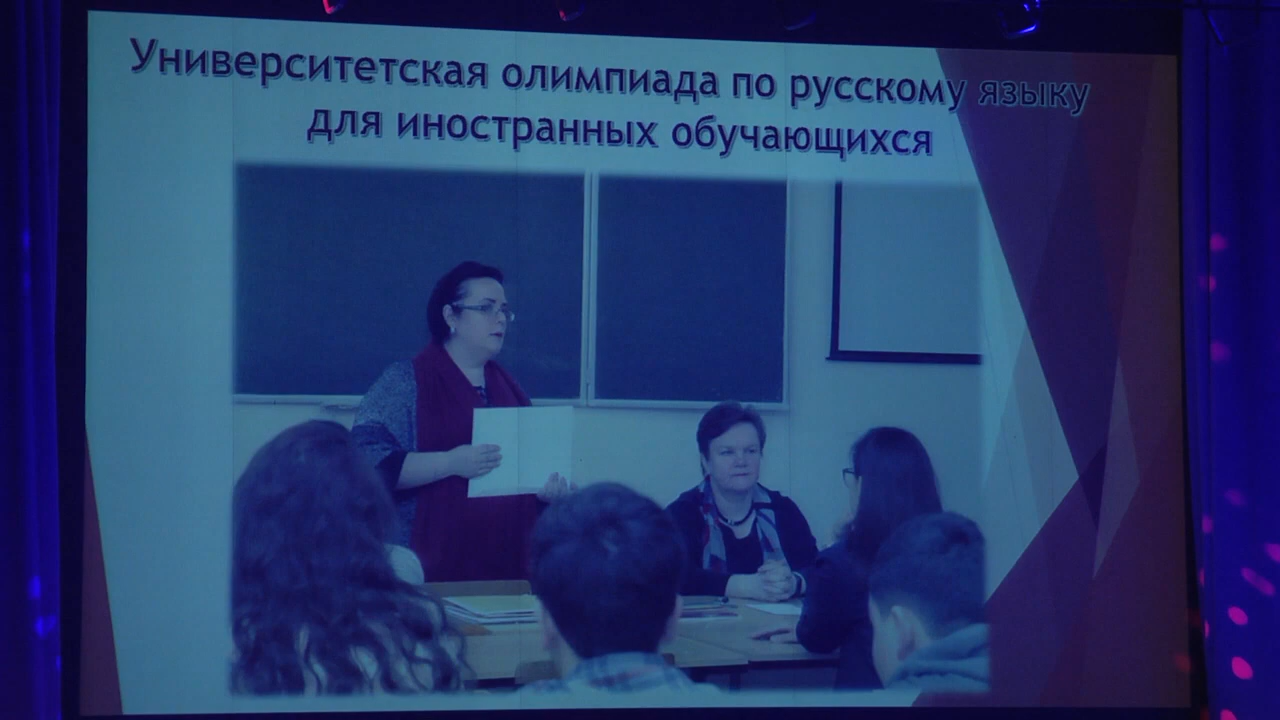 Университетская олимпиада по русскому языку
для иностранных обучающихся